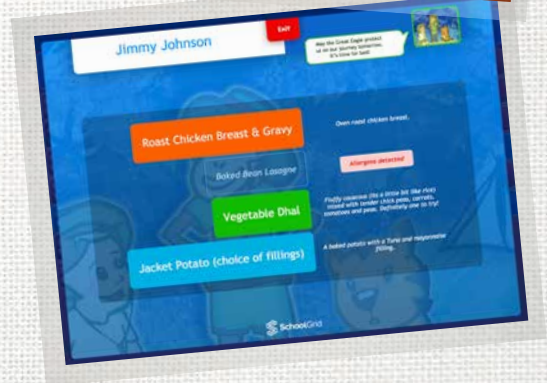 Jimmy Johnson
Exit
May the Great Eagle protect
us on our journey tomorrow.
It's time for bed!
Roast Chicken Breast & Gravy
Oven roast chicken breast.
Baked Bean Lasagne
Allergens detected
Vegetable Dhal
Fluffy couscous (its a little bit like rice)
mixed with tender chick peas, carrots,
tomatoes and peas. Definitely one to try!
Jacket Potato (choice of fillings)
A baked potato with a Tuna and mayonnaise
filling.
SchoolGrid